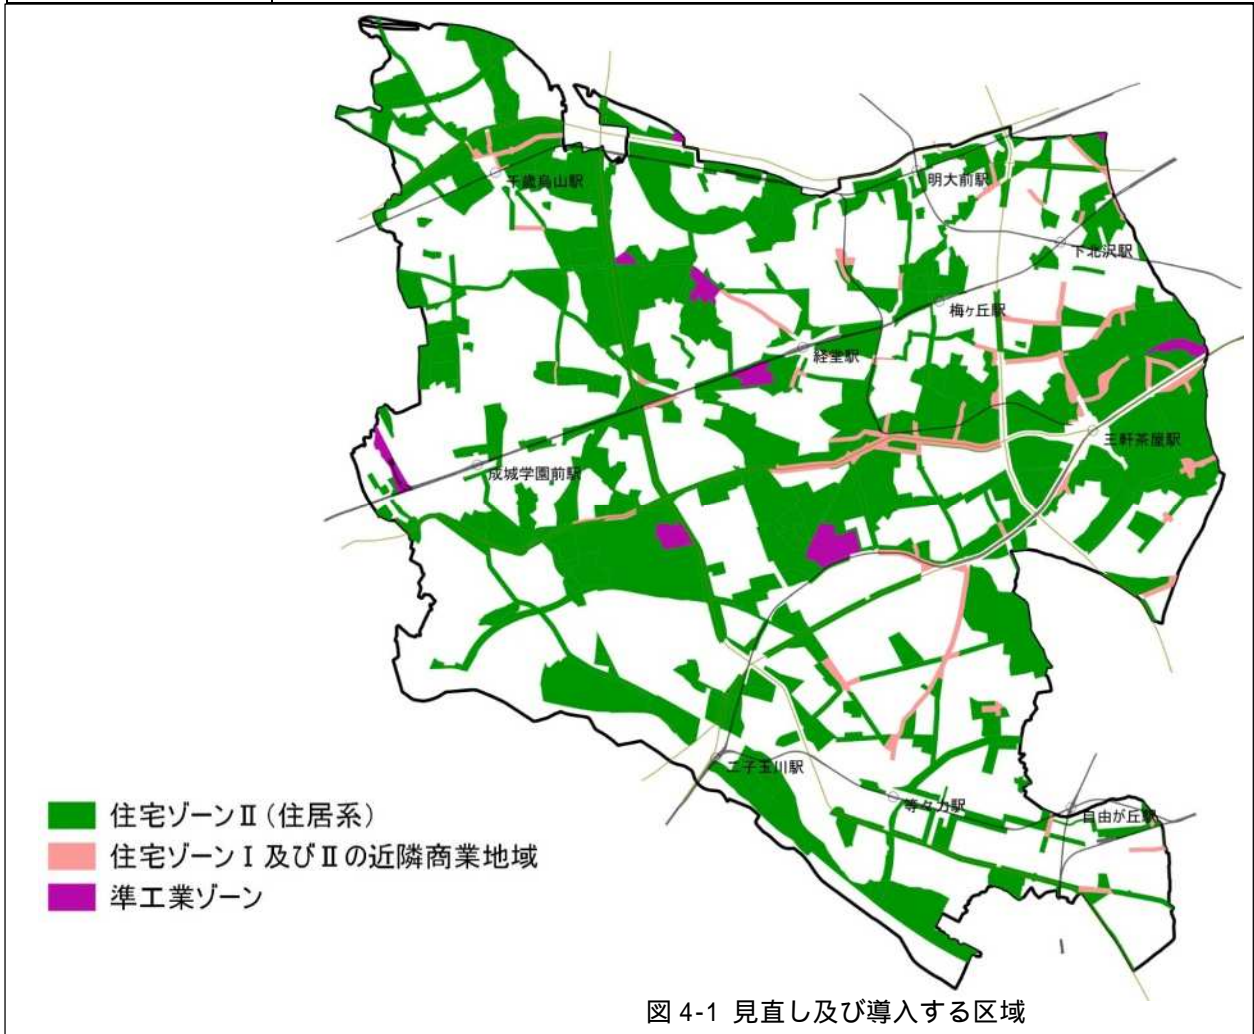 千歳烏山駅
明大前駅
下北沢駅
梅ヶ丘駅
経堂駅
三軒茶屋駅
成城学園前駅
二子玉川駅
等々力駅
自由が丘駅
住宅ゾーンⅡ(住居系)
住宅ゾーンⅠ及びⅡの近隣商業地域
準工業ゾーン
図 4-1 見直し及び導入する区域